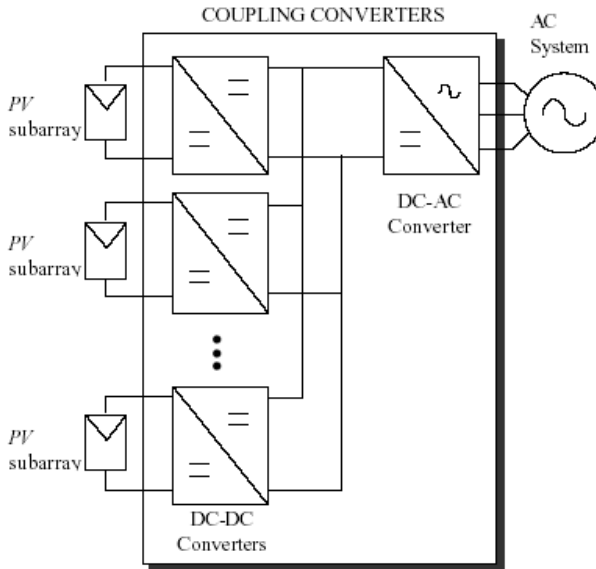 COUPLING CONVERTERS
AC
System
PV
subarray
DC-AC
Converter
PV
subarray
PV
subarray
DC-DC
Converters